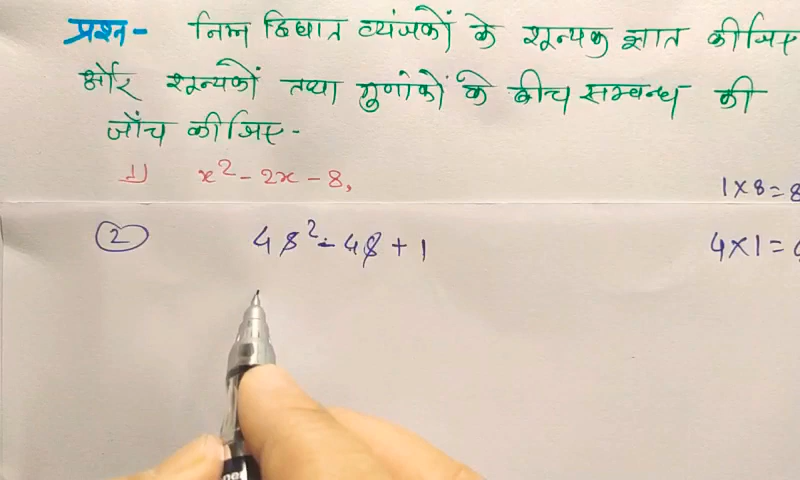 प्रश्न- निम्न द्विघात व्यंजकों के शून्यक ज्ञात कीजिए
और शून्यकों तथा गुणांकों के बीच सम्बन्ध की
जाँच कीजिए-
1) x² - 2x - 8, 1 x 8 = 8
2 4s² - 4s + 1 4 x 1 =